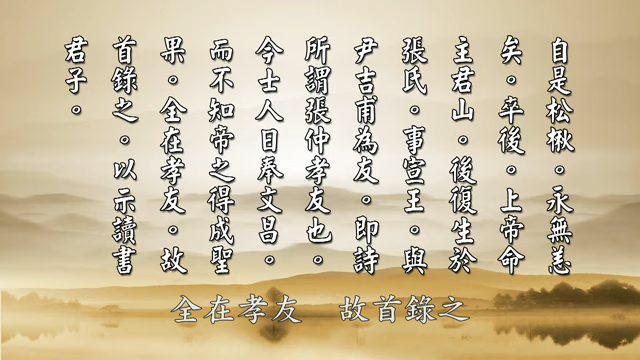 自是松楸。永無恙
矣。卒後。上帝命
主君山。後復生於
張氏。事宣王。與
尹吉甫為友。即詩
所謂張仲孝友也。
今士人日奉文昌。
而不知帝之得成聖
果。全在孝友。故
首錄之。以示讀書
君子。
全在孝友　故首錄之